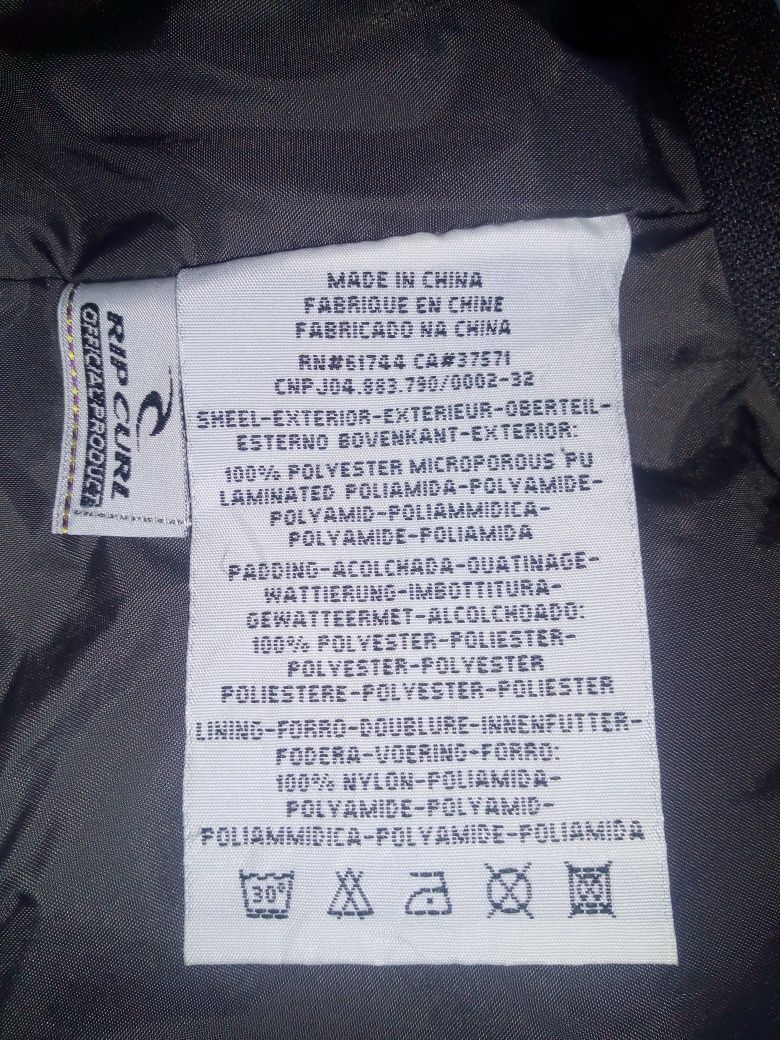 RIP CURL
OFFICIAL PRODUCT
MADE IN CHINA
FABRIQUE EN CHINE
FABRICADO NA CHINA
RN#61744 CA#37571
CNPJ04.883.790/0002-32
SHEEL-EXTERIOR-EXTERIEUR-OBERTEIL-
ESTERNO BOVENKANT-EXTERIOR:
100% POLYESTER MICROPOROUS PU
LAMINATED POLIAMIDA-POLYAMIDE-
POLYAMID-POLIAMMIDICA-
POLYAMIDE-POLIAMIDA
PADDING-ACOLCHADA-OUATINAGE-
WATTIERUNG-IMBOTTITURA-
GEWATTEERMET-ALCOLCHOADO:
100% POLYESTER-POLIESTER-
POLYESTER-POLYESTER
POLIESTERE-POLYESTER-POLIESTER
LINING-FORRO-DOUBLURE-INNENFUTTER-
FODERA-VOERING-FORRO:
100% NYLON-POLIAMIDA-
POLYAMIDE-POLYAMID-
POLIAMMIDICA-POLYAMIDE-POLIAMIDA
30°